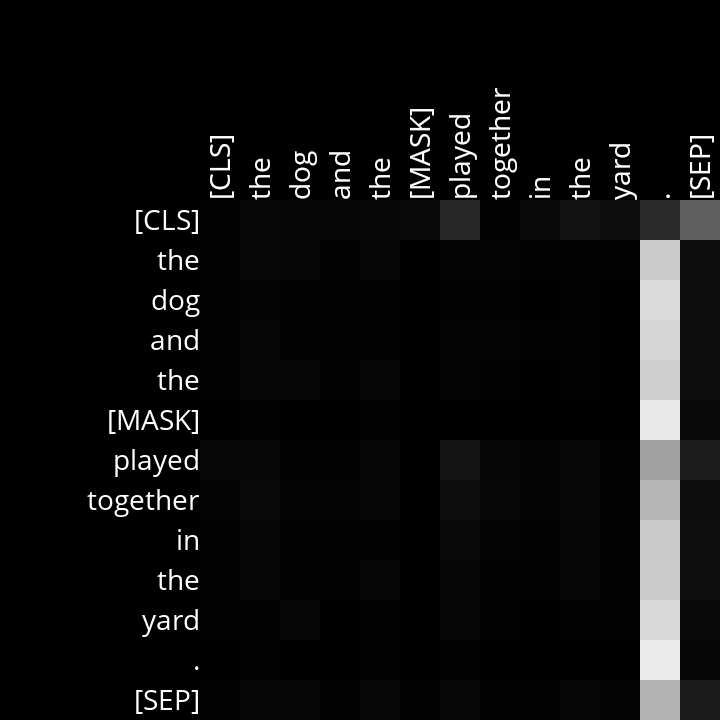 [CLS] the dog and the [MASK] played together in the yard . [SEP]
[CLS]
the
dog
and
the
[MASK]
played
together
in
the
yard
.
[SEP]